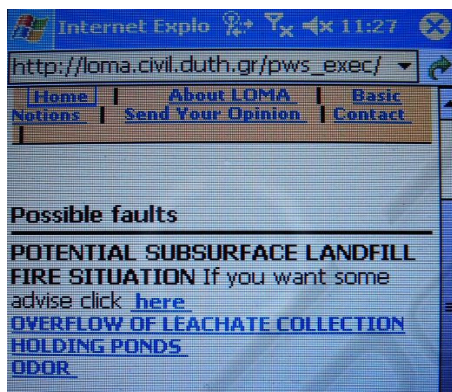 Internet Explo 11:27
http://loma.civil.duth.gr/pws_exec/
Home | About LOMA | Basic
Notions | Send Your Opinion | Contact
|
Possible faults
POTENTIAL SUBSURFACE LANDFILL
FIRE SITUATION If you want some
advise click here
OVERFLOW OF LEACHATE COLLECTION
HOLDING PONDS
ODOR